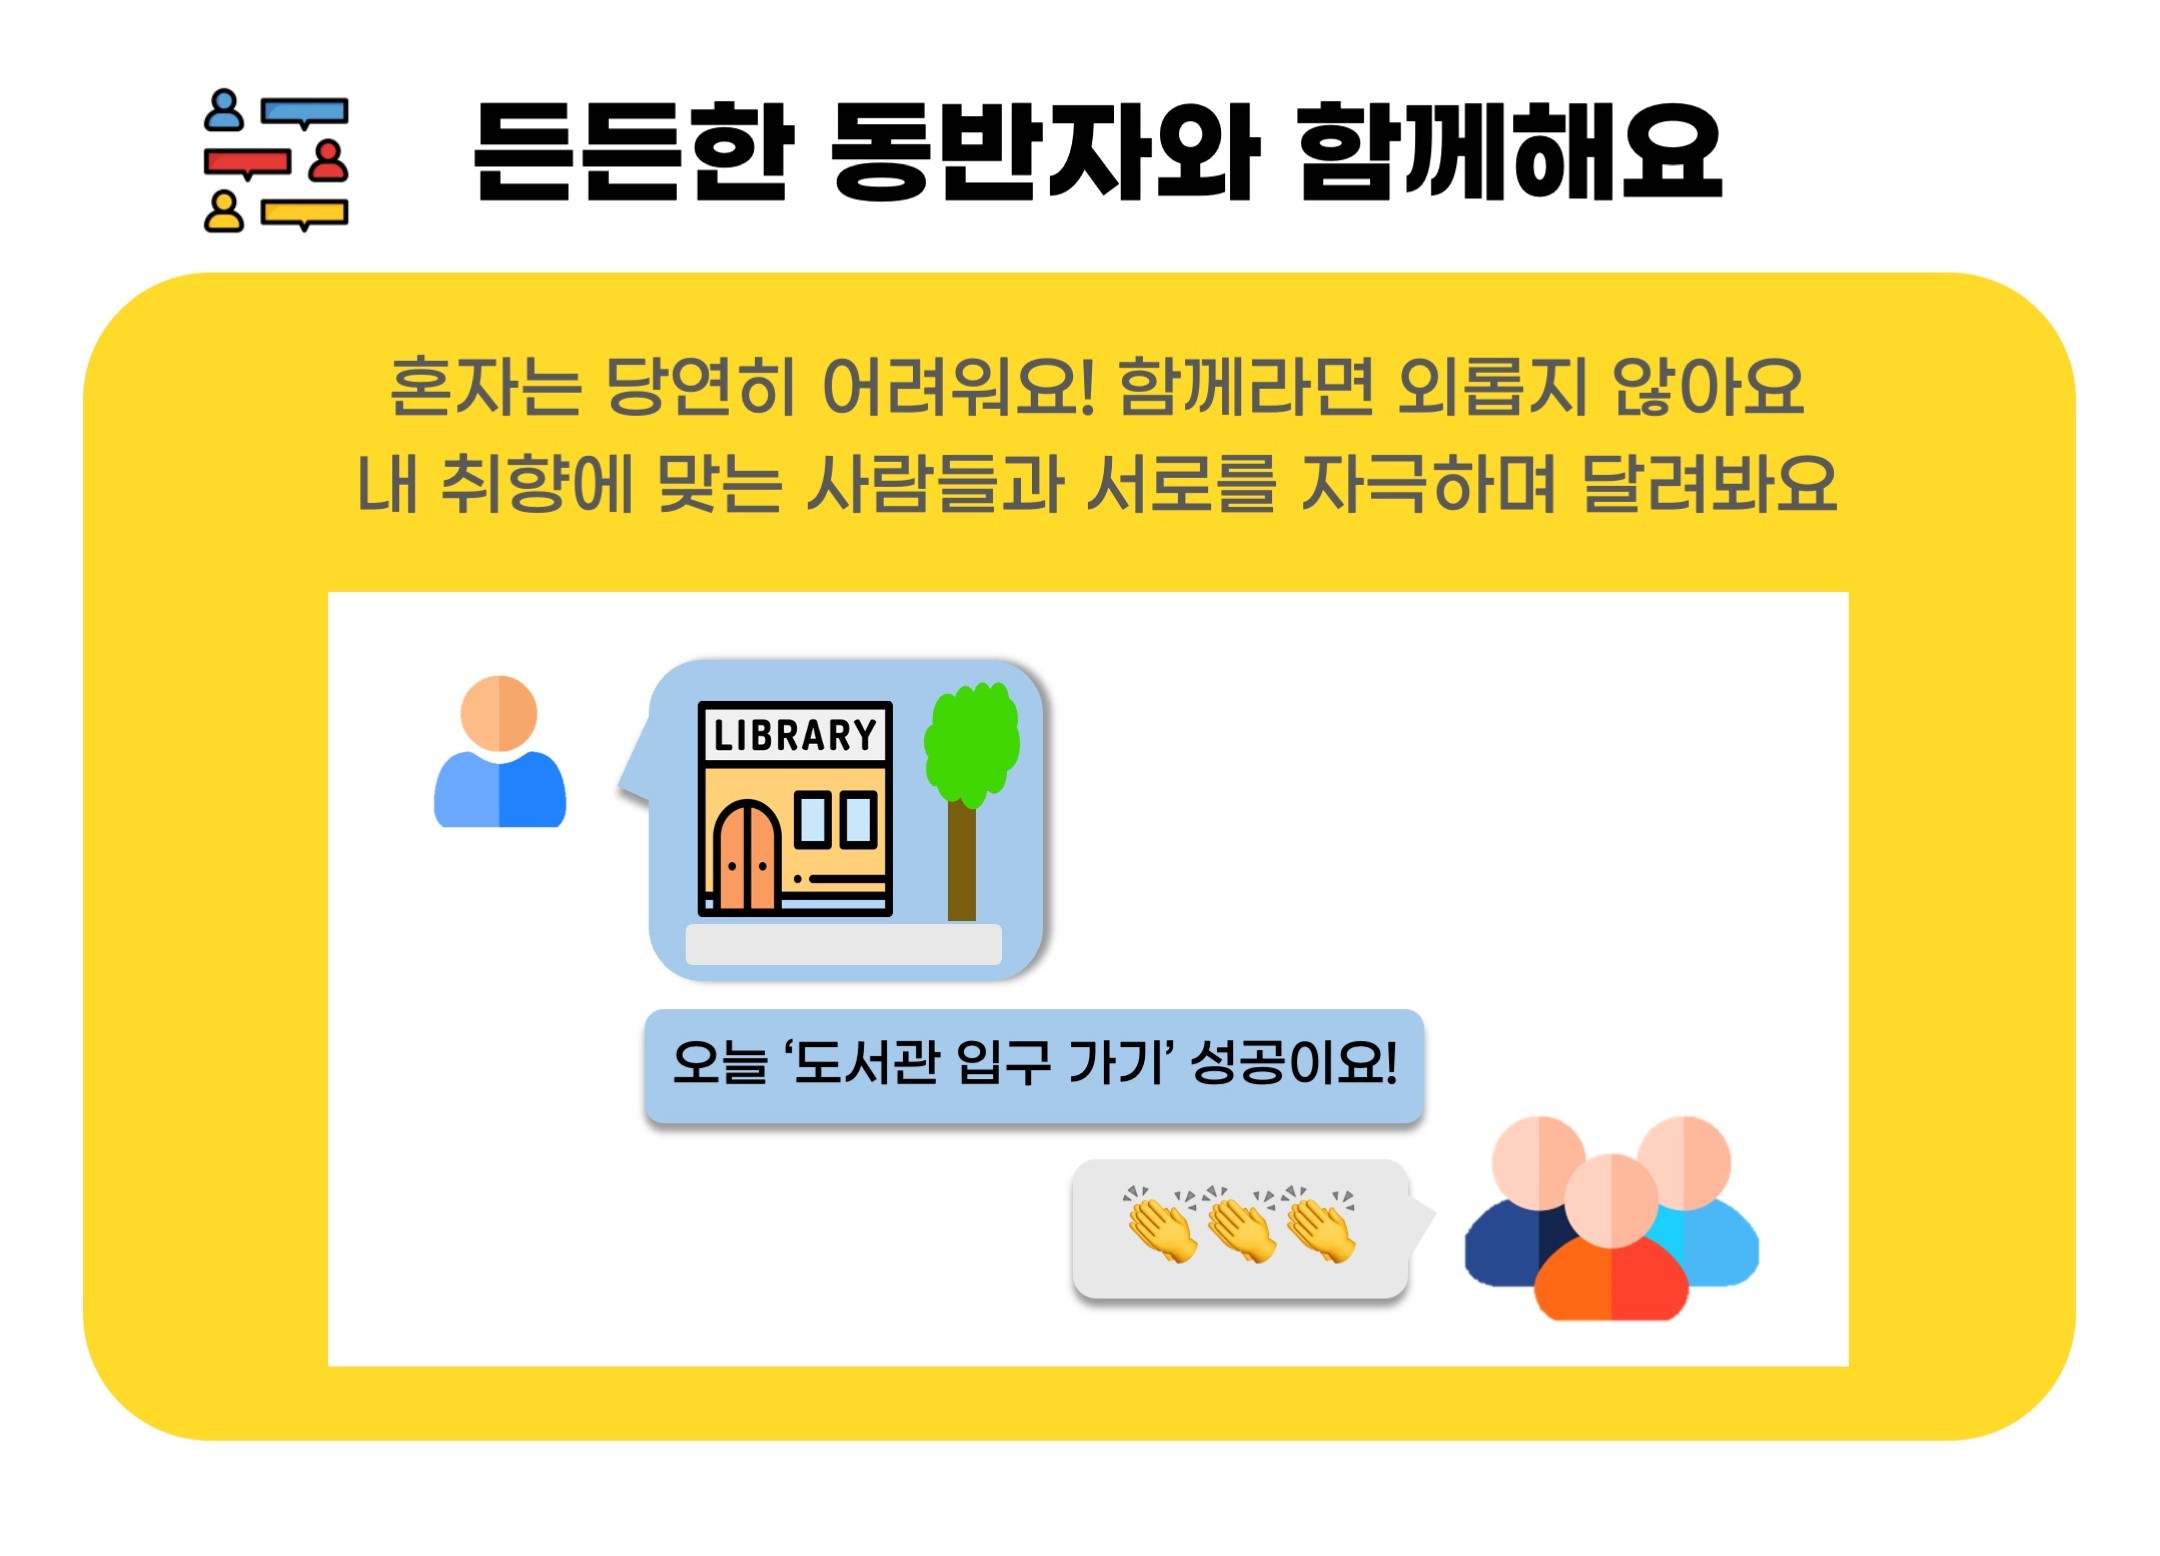 든든한 동반자와 함께해요
혼자는 당연히 어려워요! 함께라면 외롭지 않아요
내 취향에 맞는 사람들과 서로를 자극하며 달려봐요
LIBRARY
오늘 ‘도서관 입구 가기’ 성공이요!
👏👏👏